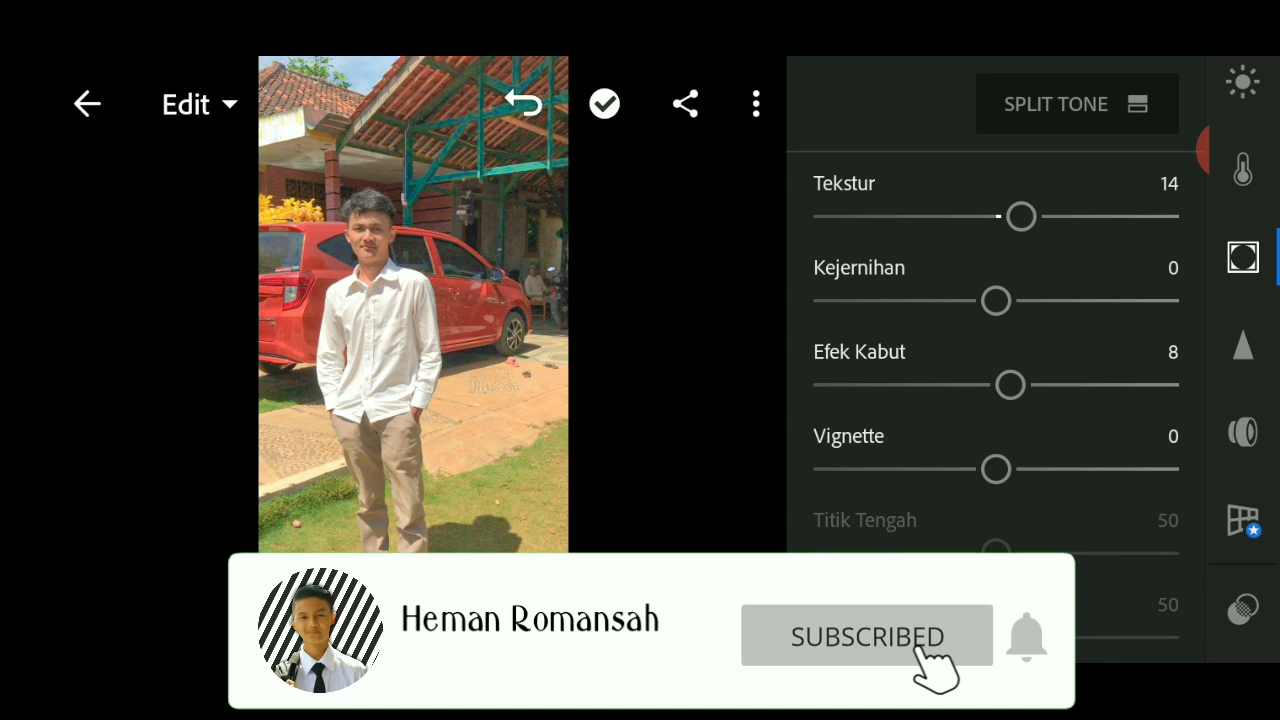 Edit
SPLIT TONE
Tekstur 14
Kejernihan 0
Efek Kabut 8
Vignette 0
Titik Tengah 50
50
Heman Romansah
SUBSCRIBED